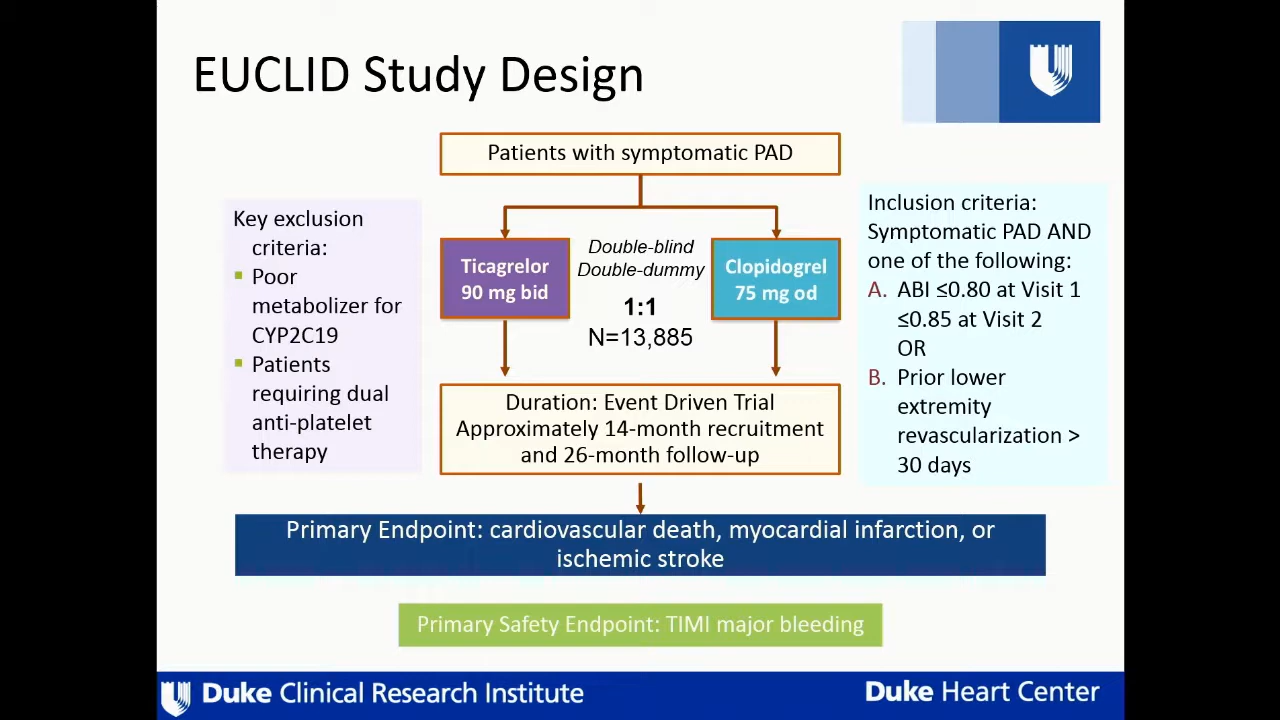 EUCLID Study Design
Patients with symptomatic PAD
Key exclusion
criteria:
Poor
metabolizer for
CYP2C19
Patients
requiring dual
anti-platelet
therapy
Ticagrelor
90 mg bid
Double-blind
Double-dummy
1:1
N=13,885
Clopidogrel
75 mg od
Inclusion criteria:
Symptomatic PAD AND
one of the following:
A. ABI ≤0.80 at Visit 1
≤0.85 at Visit 2
OR
B. Prior lower
extremity
revascularization >
30 days
Duration: Event Driven Trial
Approximately 14-month recruitment
and 26-month follow-up
Primary Endpoint: cardiovascular death, myocardial infarction, or
ischemic stroke
Primary Safety Endpoint: TIMI major bleeding
Duke Clinical Research Institute
Duke Heart Center